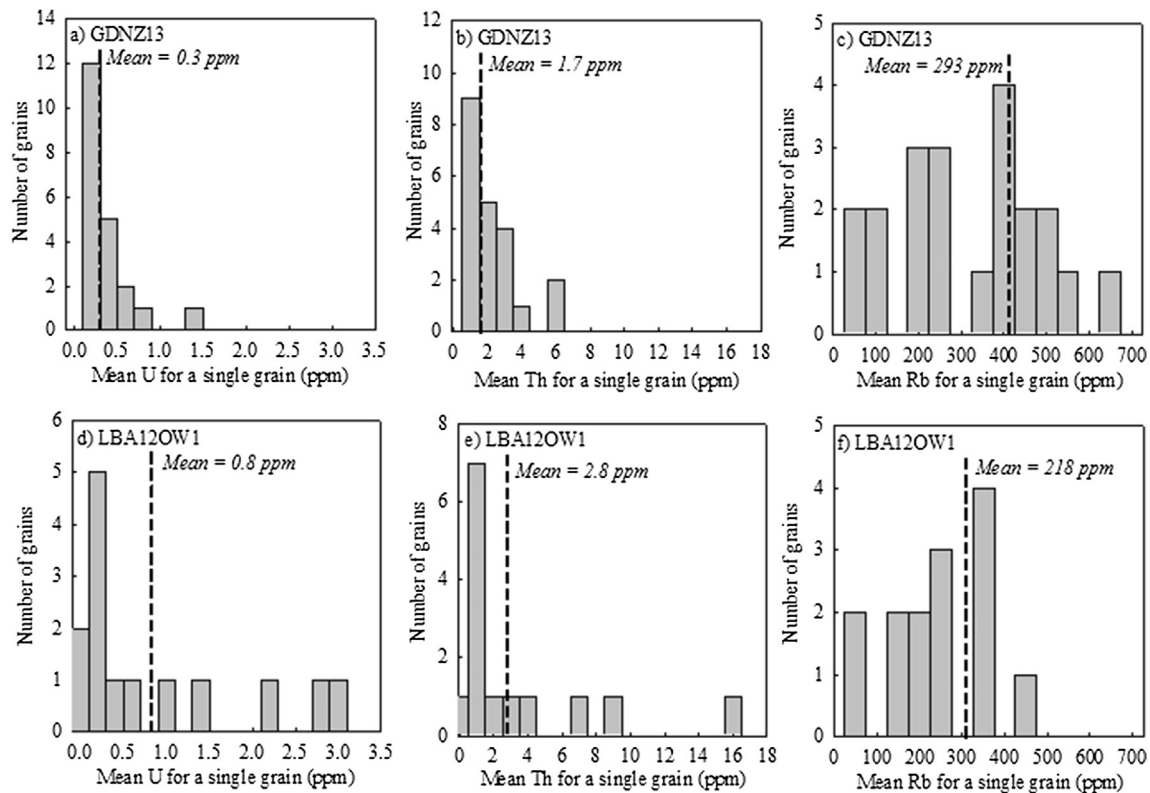 a) GDNZ13
Mean = 0.3 ppm
Number of grains
14
12
10
8
6
4
2
0
0.0 0.5 1.0 1.5 2.0 2.5 3.0 3.5
Mean U for a single grain (ppm)
b) GDNZ13
Mean = 1.7 ppm
Number of grains
12
10
8
6
4
2
0
0 2 4 6 8 10 12 14 16 18
Mean Th for a single grain (ppm)
c) GDNZ13
Mean = 293 ppm
Number of grains
5
4
3
2
1
0
0 100 200 300 400 500 600 700
Mean Rb for a single grain (ppm)
d) LBA12OW1
Mean = 0.8 ppm
Number of grains
6
5
4
3
2
1
0
0.0 0.5 1.0 1.5 2.0 2.5 3.0 3.5
Mean U for a single grain (ppm)
e) LBA12OW1
Mean = 2.8 ppm
Number of grains
8
6
4
2
0
0 2 4 6 8 10 12 14 16 18
Mean Th for a single grain (ppm)
f) LBA12OW1
Mean = 218 ppm
Number of grains
5
4
3
2
1
0
0 100 200 300 400 500 600 700
Mean Rb for a single grain (ppm)